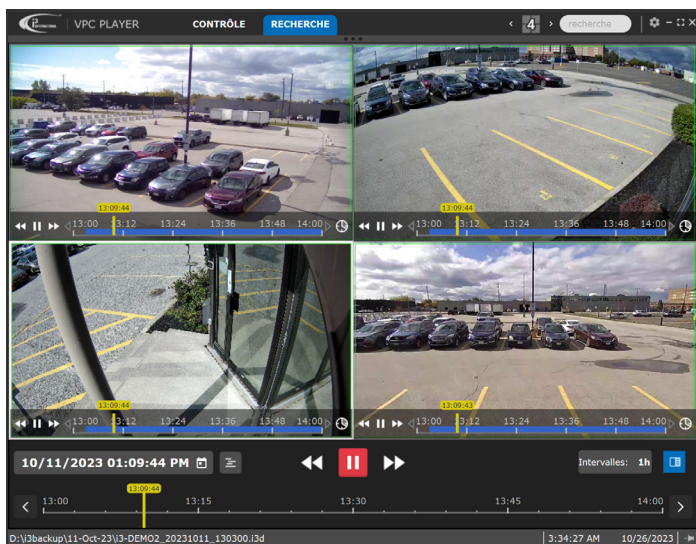 VPC PLAYER CONTRÔLE RECHERCHE 4 recherche
13:09:44
13:00 13:12 13:24 13:36 13:48 14:00
13:09:44
13:00 13:12 13:24 13:36 13:48 14:00
13:09:44
13:00 13:12 13:24 13:36 13:48 14:00
13:09:43
13:00 13:12 13:24 13:36 13:48 14:00
10/11/2023 01:09:44 PM Intervalles: 1h
13:09:44
13:00 13:15 13:30 13:45 14:00
D:\i3backup\11-Oct-23\i3-DEMO2_20231011_130300.i3d 3:34:27 AM 10/26/2023